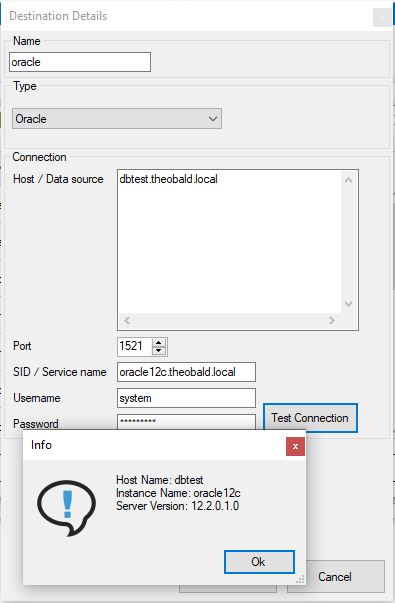 Destination Details
Name
oracle
Type
Oracle
Connection
Host / Data source
dbtest.theobald.local
Port
1521
SID / Service name
oracle12c.theobald.local
Username
system
Password
*********
Test Connection
Info
x
Host Name: dbtest
Instance Name: oracle12c
Server Version: 12.2.0.1.0
Ok
Cancel